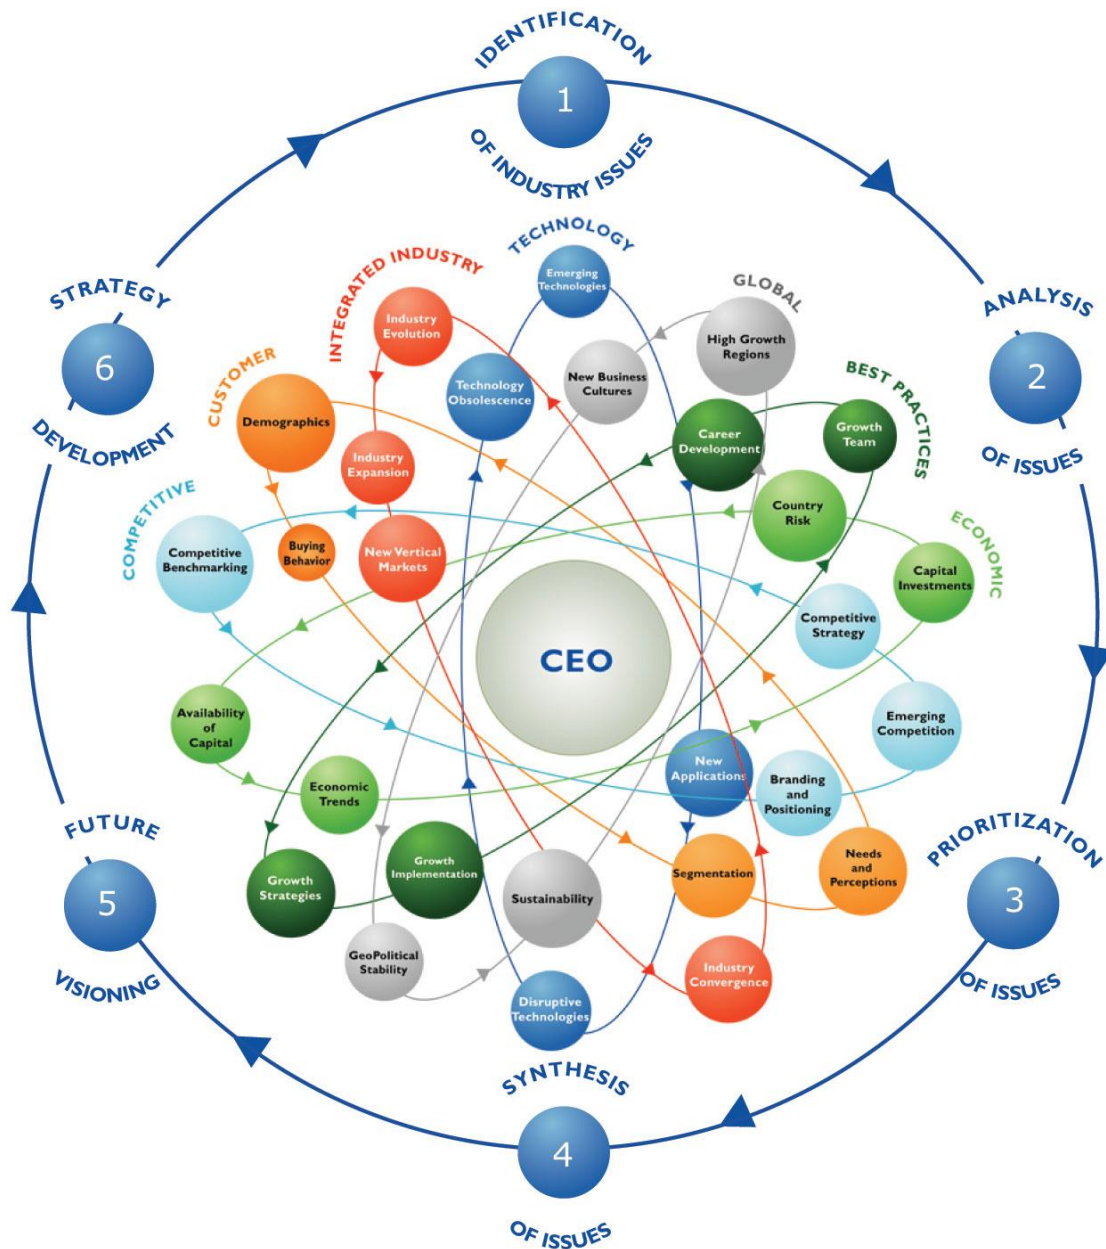 IDENTIFICATION
1
OF INDUSTRY ISSUES
ANALYSIS
2
OF ISSUES
PRIORITIZATION
3
OF ISSUES
SYNTHESIS
4
OF ISSUES
FUTURE
5
VISIONING
STRATEGY
6
DEVELOPMENT
TECHNOLOGY
Emerging
Technologies
Technology
Obsolescence
New
Applications
Disruptive
Technologies
GLOBAL
High Growth
Regions
New Business
Cultures
Sustainability
GeoPolitical
Stability
BEST PRACTICES
Career
Development
Growth
Team
Growth
Strategies
Growth
Implementation
ECONOMIC
Country
Risk
Capital
Investments
Availability
of
Capital
Economic
Trends
COMPETITIVE
Competitive
Benchmarking
Competitive
Strategy
Emerging
Competition
Branding
and
Positioning
CUSTOMER
Demographics
Buying
Behavior
Segmentation
Needs
and
Perceptions
INTEGRATED INDUSTRY
Industry
Evolution
Industry
Expansion
New Vertical
Markets
Industry
Convergence
CEO